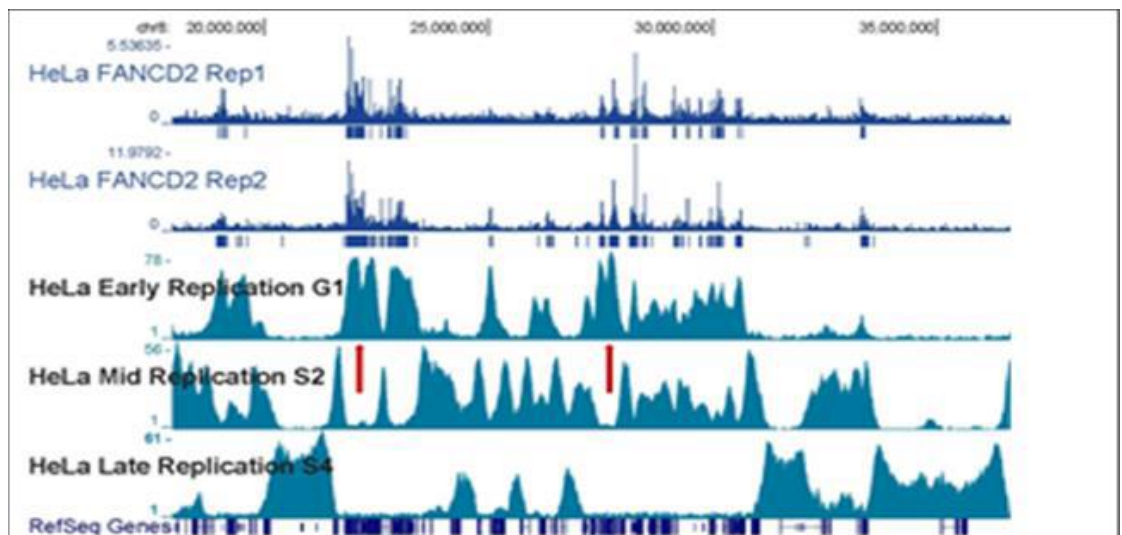 chr8: 20.000.000| 25.000.000| 30.000.000| 35.000.000|
5.53635 -
HeLa FANCD2 Rep1
0 _
11.9792 -
HeLa FANCD2 Rep2
0 _
78 -
HeLa Early Replication G1
1 _
56 -
HeLa Mid Replication S2
1 _
61 -
HeLa Late Replication S4
1 _
RefSeq Genes